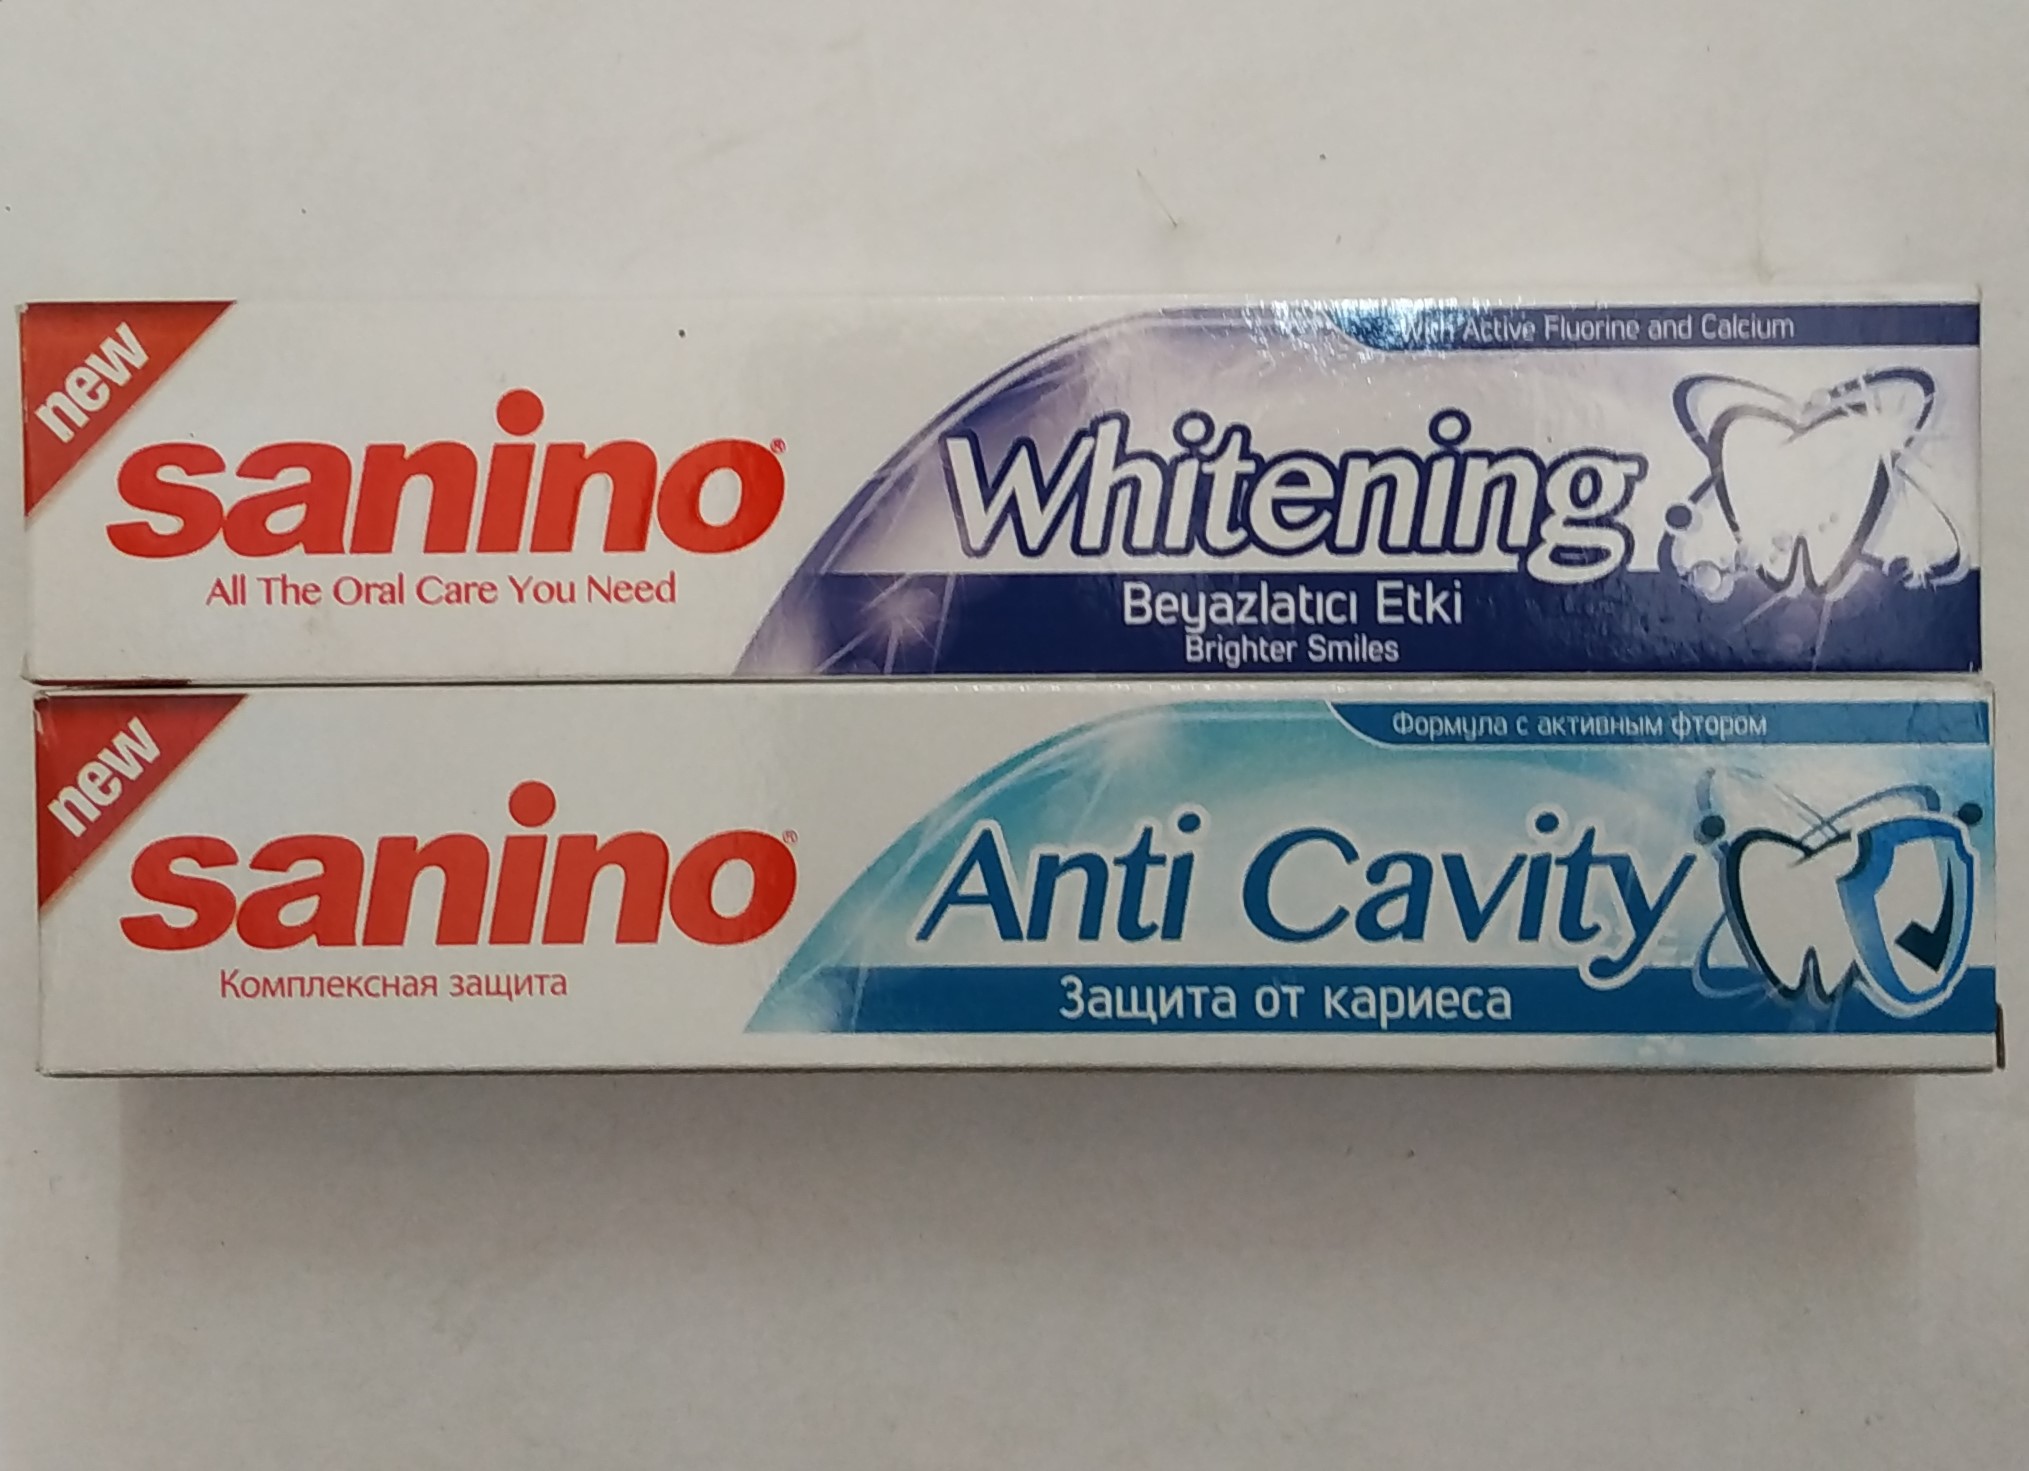 new
With Active Fluorine and Calcium
sanino®
Whitening
All The Oral Care You Need
Beyazlatıcı Etki
Brighter Smiles
new
Формула с активным фтором
sanino®
Anti Cavity
Комплексная защита
Защита от кариеса